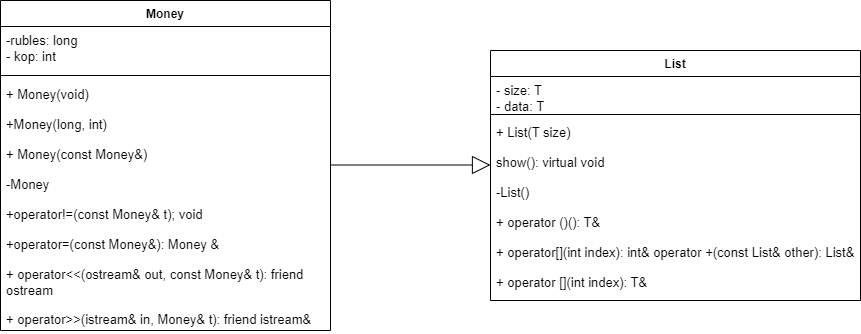 Money
-rubles: long
- kop: int
+ Money(void)
+Money(long, int)
+ Money(const Money&)
-Money
+operator!=(const Money& t); void
+operator=(const Money&): Money &
+ operator<<(ostream& out, const Money& t): friend
ostream
+ operator>>(istream& in, Money& t): friend istream&
List
- size: T
- data: T
+ List(T size)
show(): virtual void
-List()
+ operator ()(): T&
+ operator[](int index): int& operator +(const List& other): List&
+ operator [](int index): T&